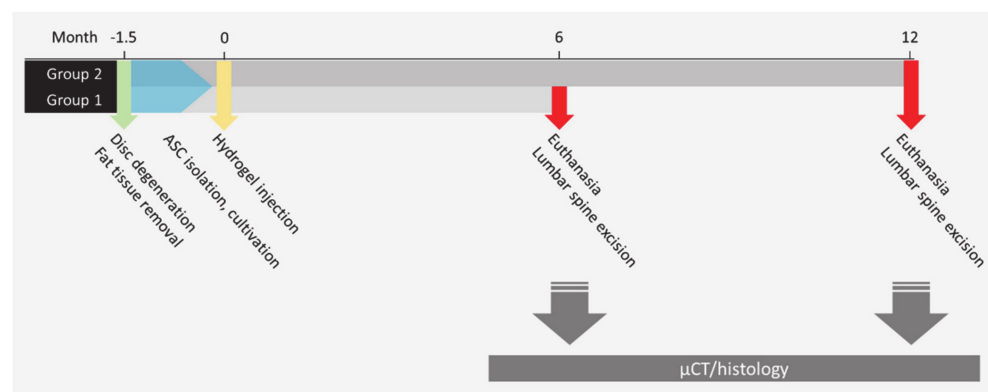 Month -1.5 0 6 12
Group 2
Group 1
Disc degeneration
Fat tissue removal
ASC isolation, cultivation
Hydrogel injection
Euthanasia
Lumbar spine excision
Euthanasia
Lumbar spine excision
μCT/histology